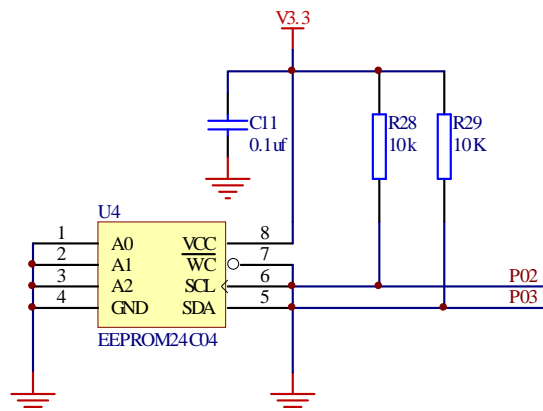 V3.3
C11
0.1uf
R28
10k
R29
10K
U4
1 A0 VCC 8
2 A1 WC 7
3 A2 SCL 6
4 GND SDA 5
EEPROM24C04
P02
P03